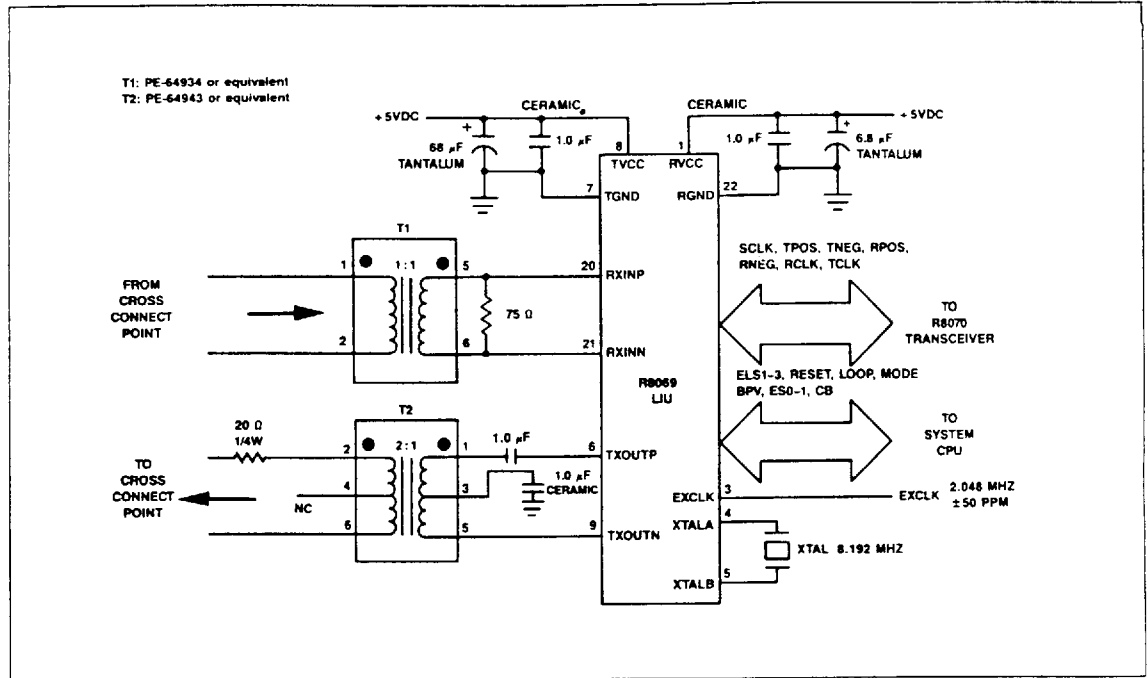 T1: PE-64934 or equivalent
T2: PE-64943 or equivalent
+5VDC
CERAMIC
+
68 μF
TANTALUM
1.0 μF
8
TVCC
7
TGND
CERAMIC
+5VDC
1
RVCC
1.0 μF
+
6.8 μF
TANTALUM
RGND
22
T1
1
1:1
5
2
6
FROM
CROSS
CONNECT
POINT
75 Ω
20
RXINP
21
RXINN
R8069
LIU
SCLK, TPOS, TNEG, RPOS,
RNEG, RCLK, TCLK
TO
R8070
TRANSCEIVER
ELS1-3, RESET, LOOP, MODE
BPV, ES0-1, CB
TO
SYSTEM
CPU
20 Ω
1/4W
T2
2
2:1
1
4
NC
3
6
5
TO
CROSS
CONNECT
POINT
1.0 μF
1.0 μF
CERAMIC
6
TXOUTP
9
TXOUTN
EXCLK
3
EXCLK
2.048 MHZ
±50 PPM
XTALA
4
XTAL 8.192 MHZ
XTALB
5